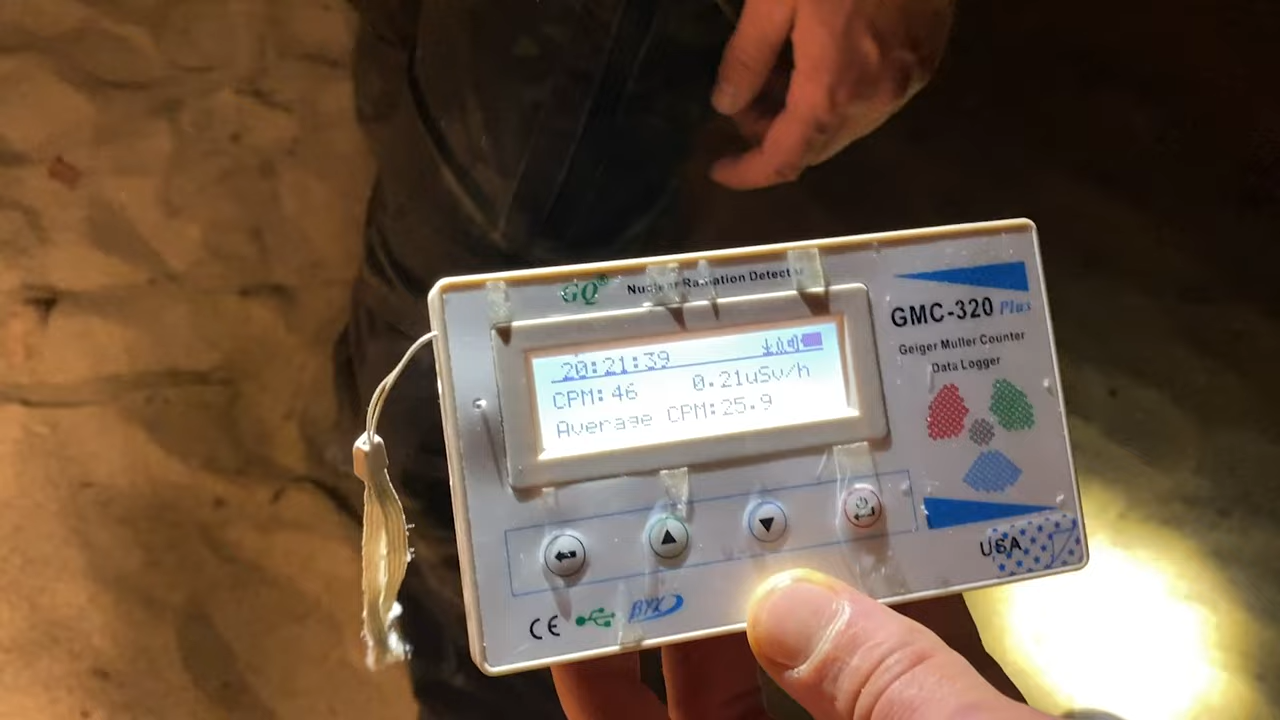 GQ® Nuclear Radiation Detector
20:21:39
CPM:46 0.21uSv/h
Average CPM:25.9
GMC-320 Plus
Geiger Muller Counter
Data Logger
USA
CE